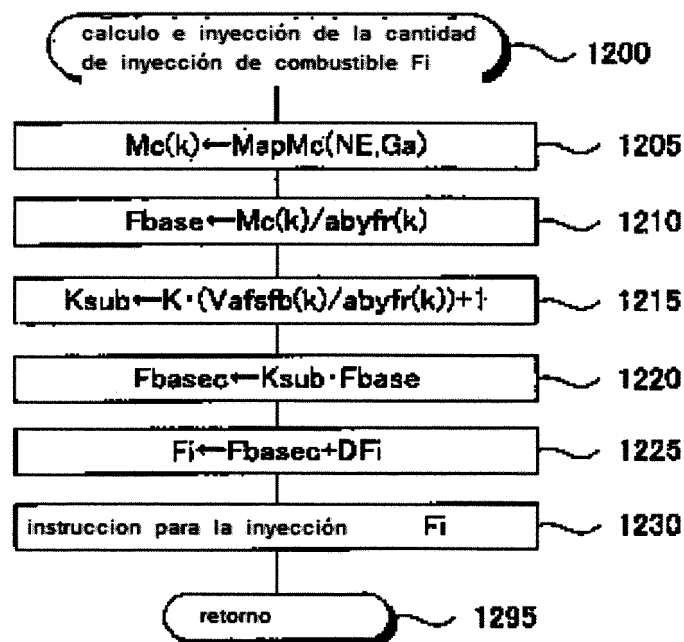 calculo e inyección de la cantidad
de inyección de combustible Fi
1200
Mc(k)←MapMc(NE,Ga)
1205
Fbase←Mc(k)/abyfr(k)
1210
Ksub←K·(Vafsfb(k)/abyfr(k))+1
1215
Fbasec←Ksub·Fbase
1220
Fi←Fbasec+DFi
1225
instruccion para la inyección Fi
1230
retorno
1295